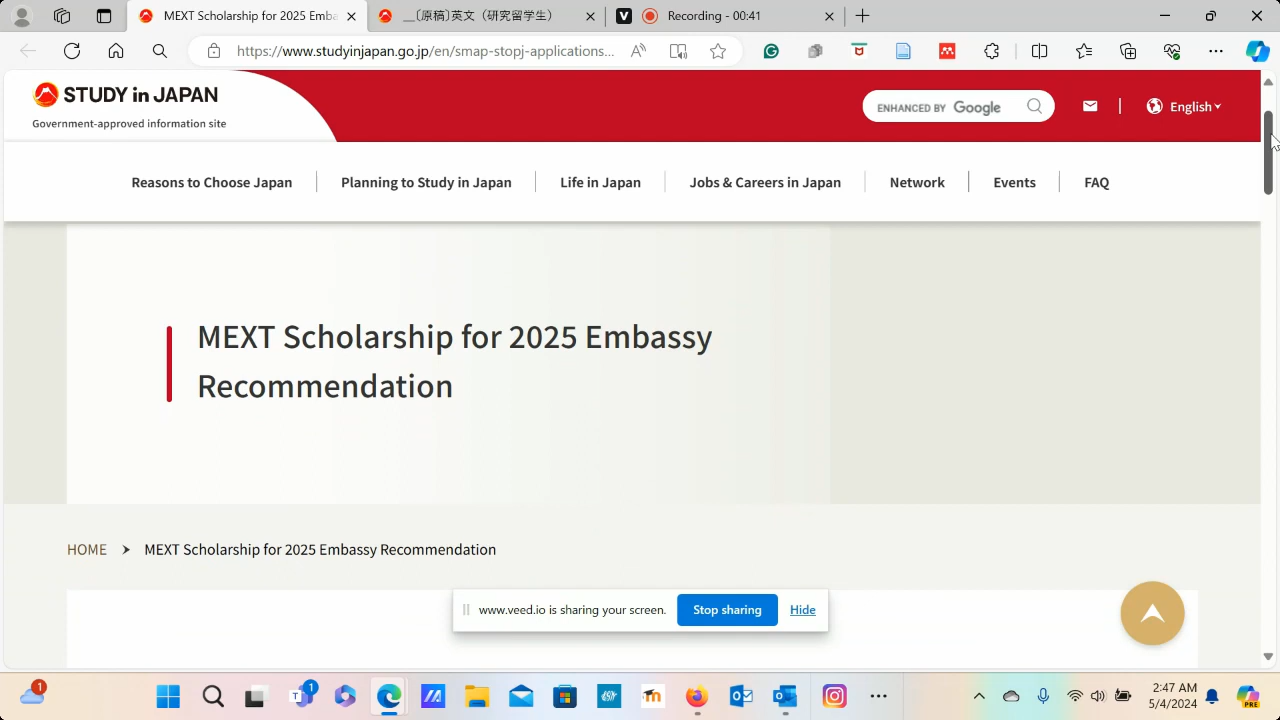 MEXT Scholarship for 2025 Emba
__(原稿)英文（研究留学生）
V
Recording - 00:41
https://www.studyinjapan.go.jp/en/smap-stopj-applications...
STUDY in JAPAN
Government-approved information site
ENHANCED BY Google
English
Reasons to Choose Japan
Planning to Study in Japan
Life in Japan
Jobs & Careers in Japan
Network
Events
FAQ
MEXT Scholarship for 2025 Embassy
Recommendation
HOME
MEXT Scholarship for 2025 Embassy Recommendation
www.veed.io is sharing your screen.
Stop sharing
Hide
1
1
2:47 AM
5/4/2024
PRE